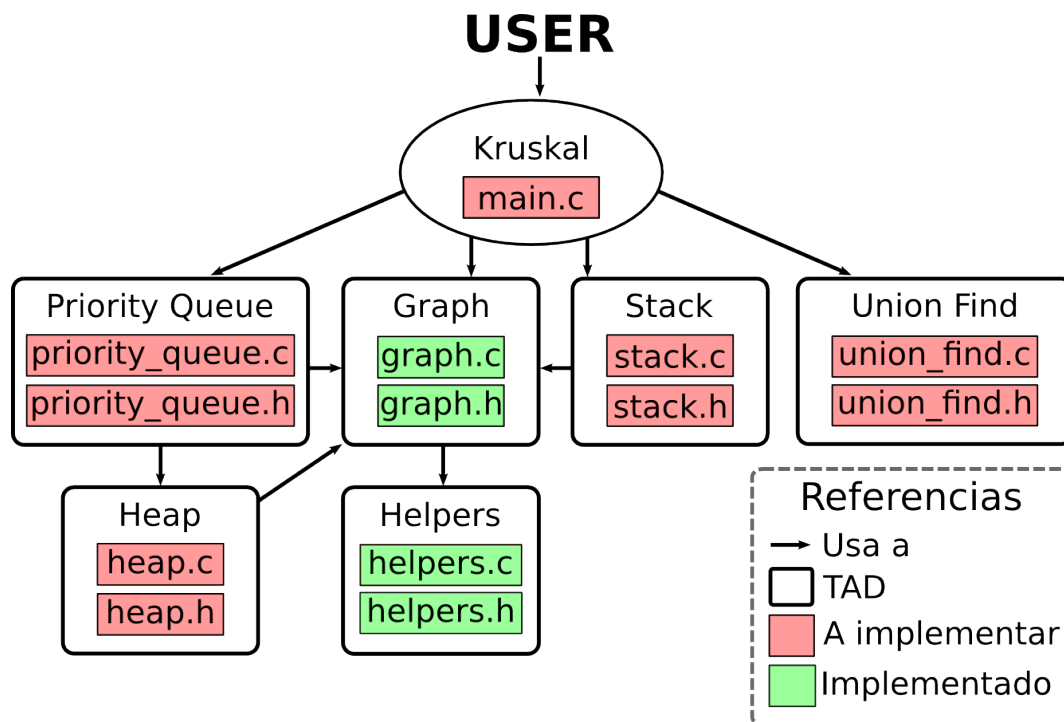 USER
Kruskal
main.c
Priority Queue
priority_queue.c
priority_queue.h
Graph
graph.c
graph.h
Stack
stack.c
stack.h
Union Find
union_find.c
union_find.h
Heap
heap.c
heap.h
Helpers
helpers.c
helpers.h
Referencias
Usa a
TAD
A implementar
Implementado